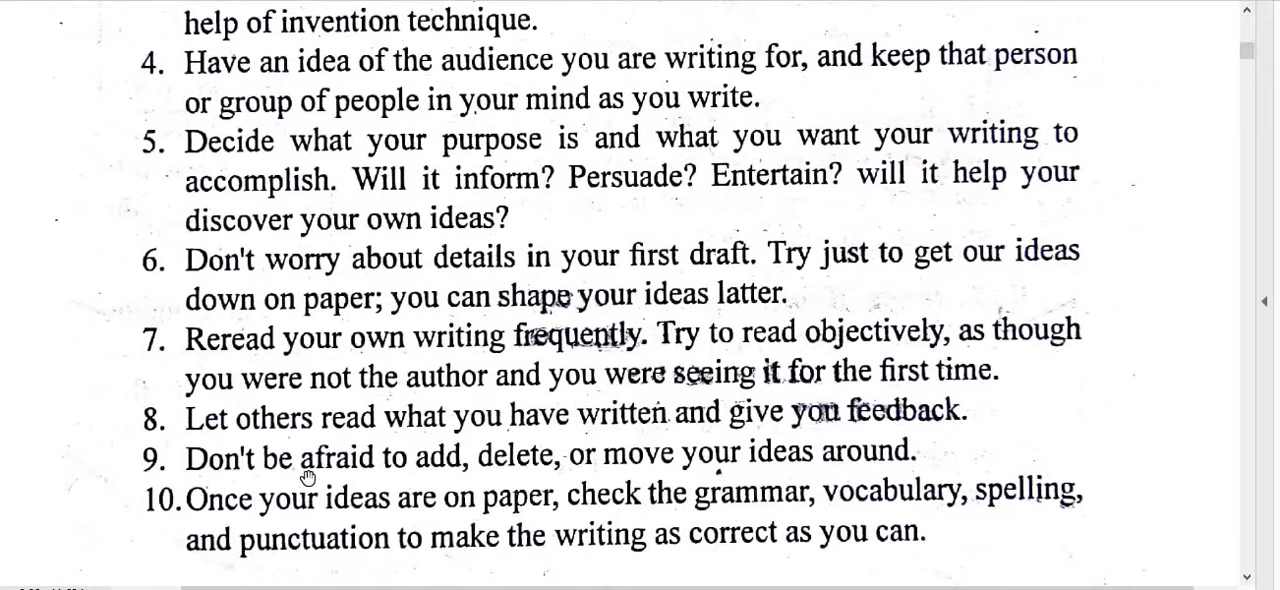 help of invention technique.
4. Have an idea of the audience you are writing for, and keep that person
or group of people in your mind as you write.
5. Decide what your purpose is and what you want your writing to
accomplish. Will it inform? Persuade? Entertain? will it help your
discover your own ideas?
6. Don't worry about details in your first draft. Try just to get our ideas
down on paper; you can shape your ideas latter.
7. Reread your own writing frequently. Try to read objectively, as though
you were not the author and you were seeing it for the first time.
8. Let others read what you have written and give you feedback.
9. Don't be afraid to add, delete, or move your ideas around.
10. Once your ideas are on paper, check the grammar, vocabulary, spelling,
and punctuation to make the writing as correct as you can.